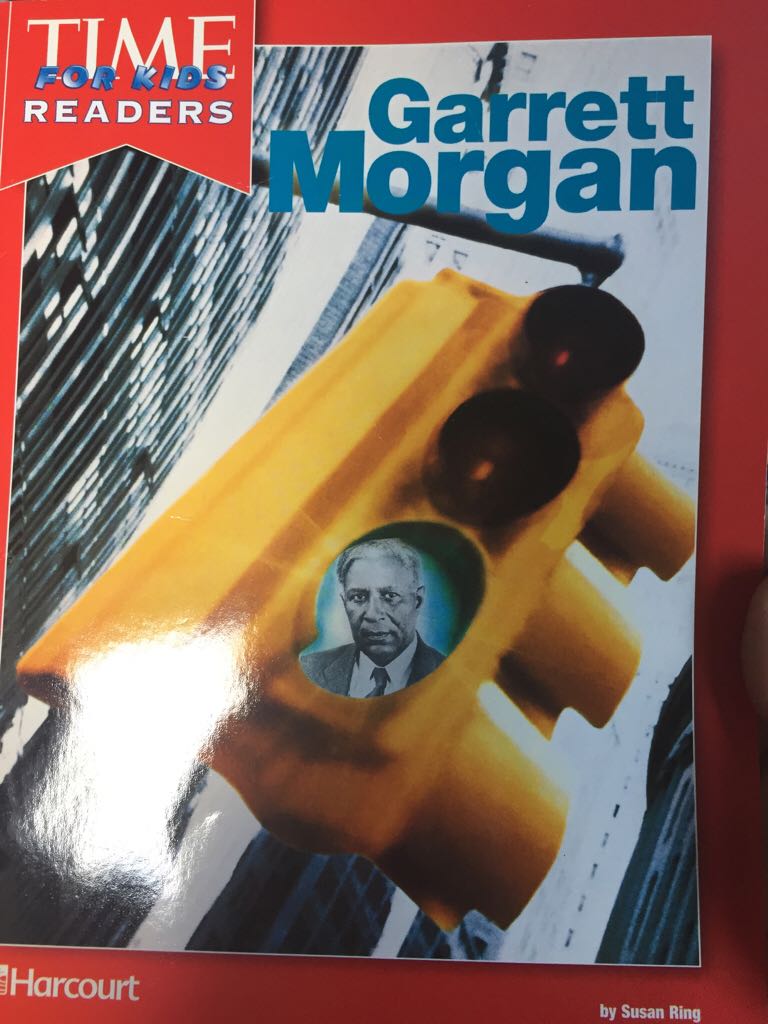 TIME
FOR KIDS
READERS
Garrett
Morgan
Harcourt
by Susan Ring